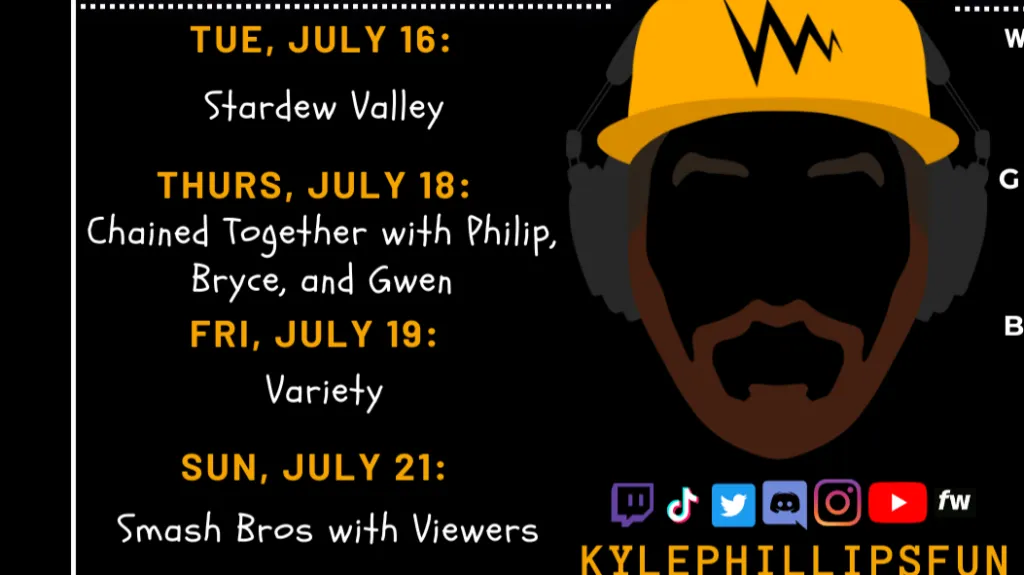 TUE, JULY 16:
Stardew Valley
THURS, JULY 18:
Chained Together with Philip,
Bryce, and Gwen
FRI, JULY 19:
Variety
SUN, JULY 21:
Smash Bros with Viewers
W
G
B
fw
KYLEPHILLIPSFUN